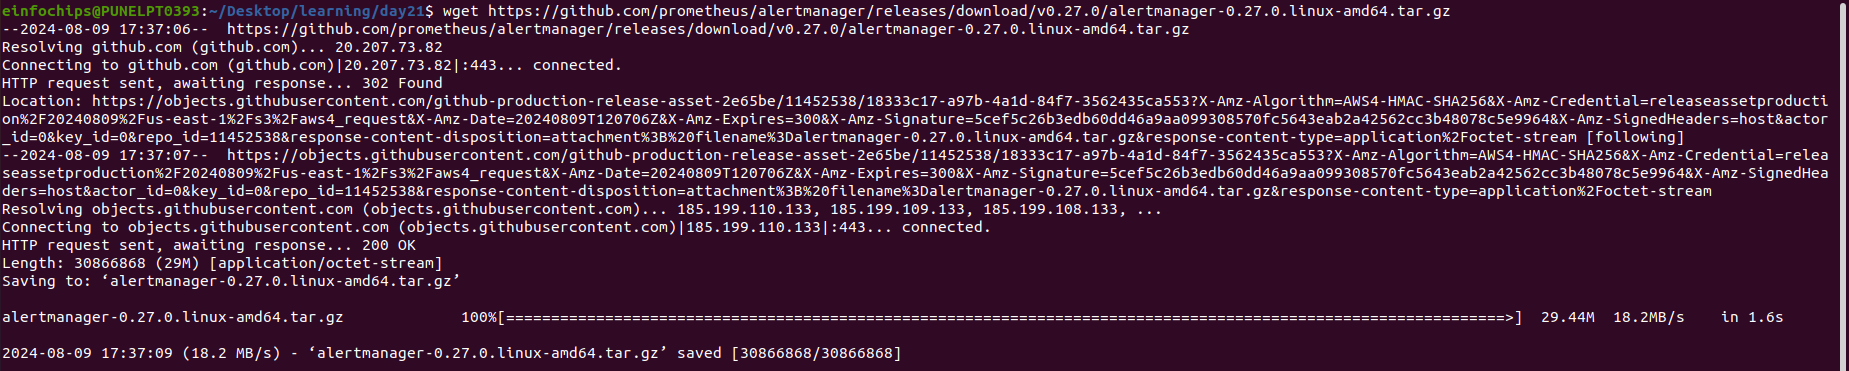 einfochips@PUNELPT0393:~/Desktop/learning/day21$ wget https://github.com/prometheus/alertmanager/releases/download/v0.27.0/alertmanager-0.27.0.linux-amd64.tar.gz
--2024-08-09 17:37:06--  https://github.com/prometheus/alertmanager/releases/download/v0.27.0/alertmanager-0.27.0.linux-amd64.tar.gz
Resolving github.com (github.com)... 20.207.73.82
Connecting to github.com (github.com)|20.207.73.82|:443... connected.
HTTP request sent, awaiting response... 302 Found
Location: https://objects.githubusercontent.com/github-production-release-asset-2e65be/11452538/18333c17-a97b-4a1d-84f7-3562435ca553?X-Amz-Algorithm=AWS4-HMAC-SHA256&X-Amz-Credential=releaseassetproducti
on%2F20240809%2Fus-east-1%2Fs3%2Faws4_request&X-Amz-Date=20240809T120706Z&X-Amz-Expires=300&X-Amz-Signature=5cef5c26b3edb60dd46a9aa099308570fc5643eab2a42562cc3b48078c5e9964&X-Amz-SignedHeaders=host&actor
_id=0&key_id=0&repo_id=11452538&response-content-disposition=attachment%3B%20filename%3Dalertmanager-0.27.0.linux-amd64.tar.gz&response-content-type=application%2Foctet-stream [following]
--2024-08-09 17:37:07--  https://objects.githubusercontent.com/github-production-release-asset-2e65be/11452538/18333c17-a97b-4a1d-84f7-3562435ca553?X-Amz-Algorithm=AWS4-HMAC-SHA256&X-Amz-Credential=relea
seassetproduction%2F20240809%2Fus-east-1%2Fs3%2Faws4_request&X-Amz-Date=20240809T120706Z&X-Amz-Expires=300&X-Amz-Signature=5cef5c26b3edb60dd46a9aa099308570fc5643eab2a42562cc3b48078c5e9964&X-Amz-SignedHea
ders=host&actor_id=0&key_id=0&repo_id=11452538&response-content-disposition=attachment%3B%20filename%3Dalertmanager-0.27.0.linux-amd64.tar.gz&response-content-type=application%2Foctet-stream
Resolving objects.githubusercontent.com (objects.githubusercontent.com)... 185.199.110.133, 185.199.109.133, 185.199.108.133, ...
Connecting to objects.githubusercontent.com (objects.githubusercontent.com)|185.199.110.133|:443... connected.
HTTP request sent, awaiting response... 200 OK
Length: 30866868 (29M) [application/octet-stream]
Saving to: ‘alertmanager-0.27.0.linux-amd64.tar.gz’
alertmanager-0.27.0.linux-amd64.tar.gz             100%[===============================================================================================================>]  29.44M  18.2MB/s    in 1.6s
2024-08-09 17:37:09 (18.2 MB/s) - ‘alertmanager-0.27.0.linux-amd64.tar.gz’ saved [30866868/30866868]